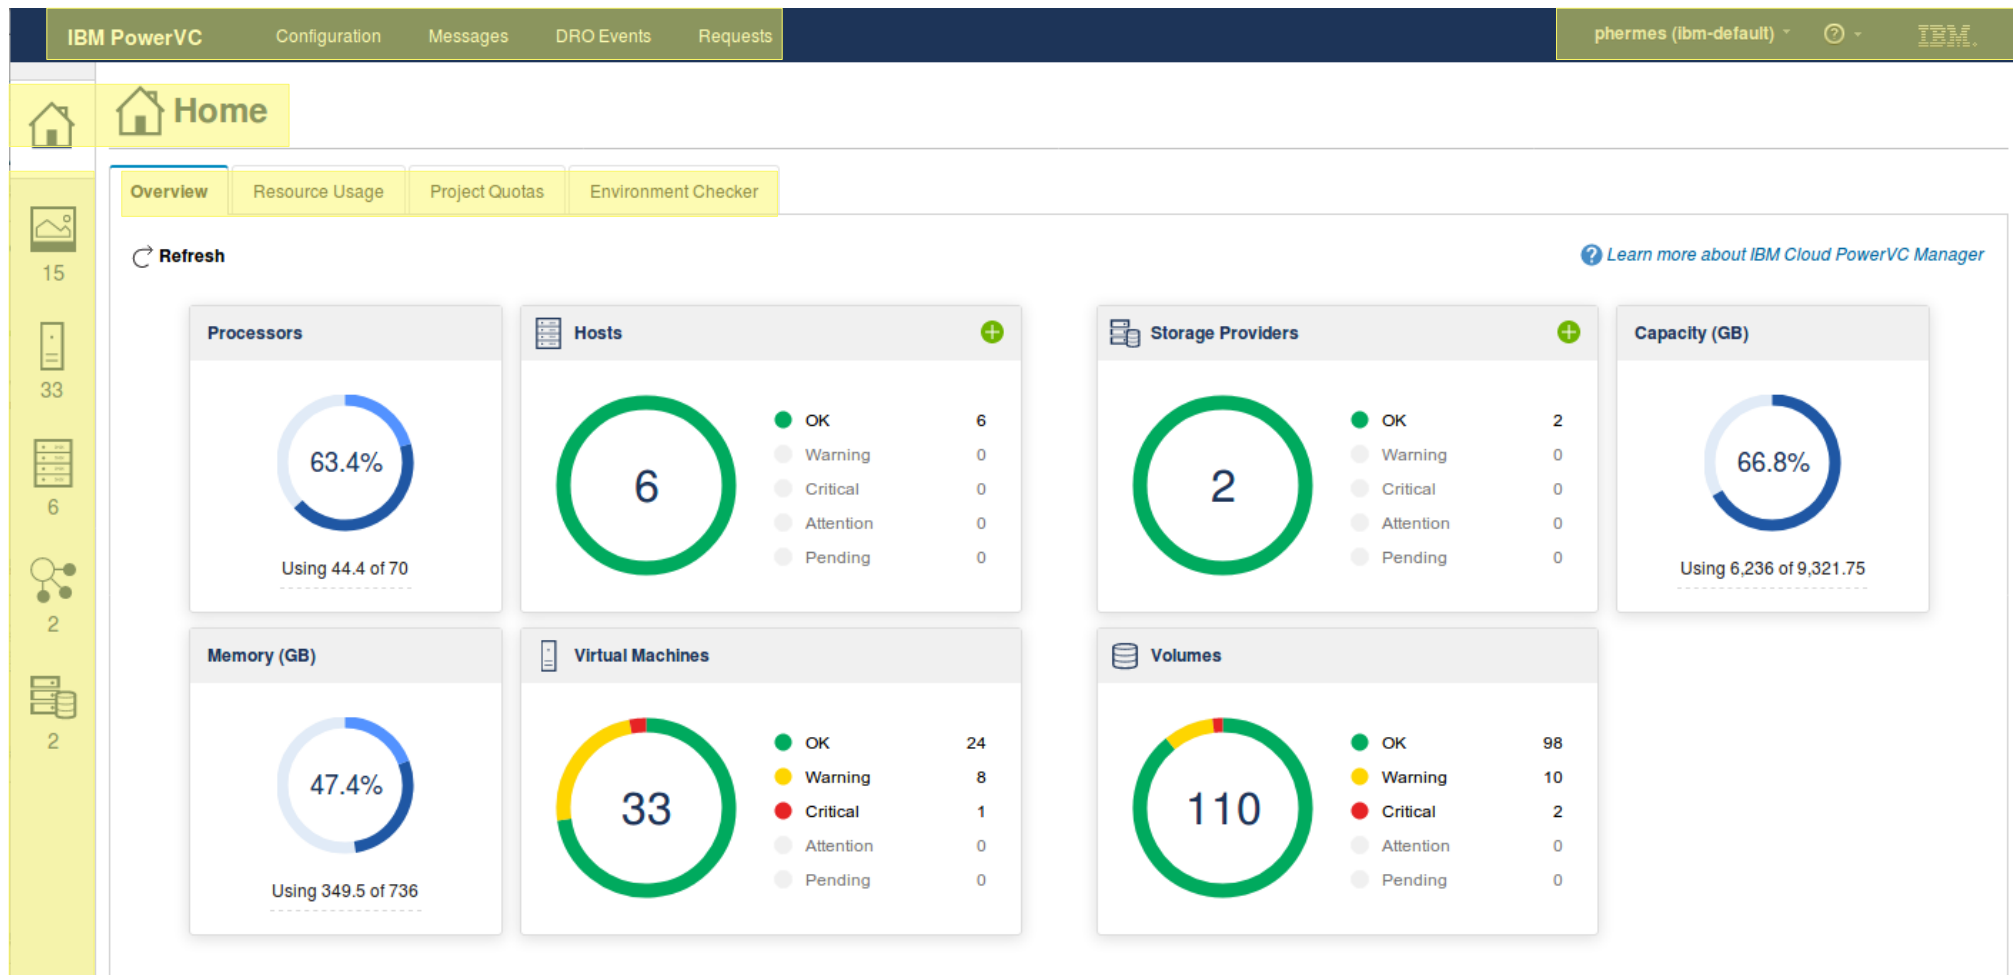 IBM PowerVC Configuration Messages DRO Events Requests phermes (ibm-default) ? IBM
Home
Overview Resource Usage Project Quotas Environment Checker
Refresh
? Learn more about IBM Cloud PowerVC Manager
15
33
6
2
2
Processors
63.4%
Using 44.4 of 70
Hosts
6
OK 6
Warning 0
Critical 0
Attention 0
Pending 0
Storage Providers
2
OK 2
Warning 0
Critical 0
Attention 0
Pending 0
Capacity (GB)
66.8%
Using 6,236 of 9,321.75
Memory (GB)
47.4%
Using 349.5 of 736
Virtual Machines
33
OK 24
Warning 8
Critical 1
Attention 0
Pending 0
Volumes
110
OK 98
Warning 10
Critical 2
Attention 0
Pending 0